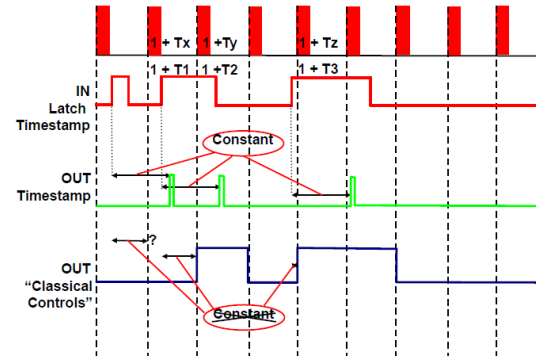 1 + Tx 1 +Ty 1 + Tz
1 + T1 1 +T2 1 + T3
IN
Latch
Timestamp
Constant
OUT
Timestamp
?
OUT
“Classical
Controls”
Constant